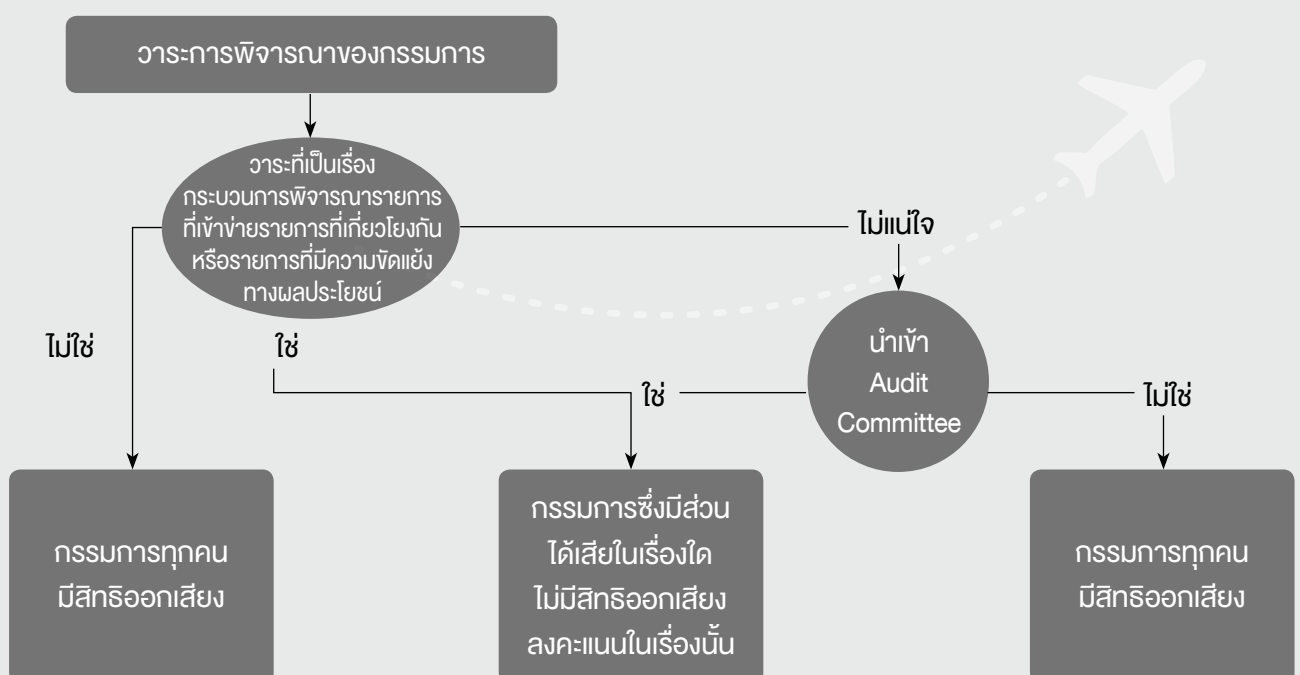 วาระการพิจารณาของกรรมการ
วาระที่เป็นเรื่อง
กระบวนการพิจารณารายการ
ที่เข้าข่ายรายการที่เกี่ยวโยงกัน
หรือรายการที่มีความขัดแย้ง
ทางผลประโยชน์
ไม่แน่ใจ
ไม่ใช่
ใช่
นำเข้า
Audit
Committee
ใช่
ไม่ใช่
กรรมการทุกคน
มีสิทธิออกเสียง
กรรมการซึ่งมีส่วน
ได้เสียในเรื่องใด
ไม่มีสิทธิออกเสียง
ลงคะแนนในเรื่องนั้น
กรรมการทุกคน
มีสิทธิออกเสียง